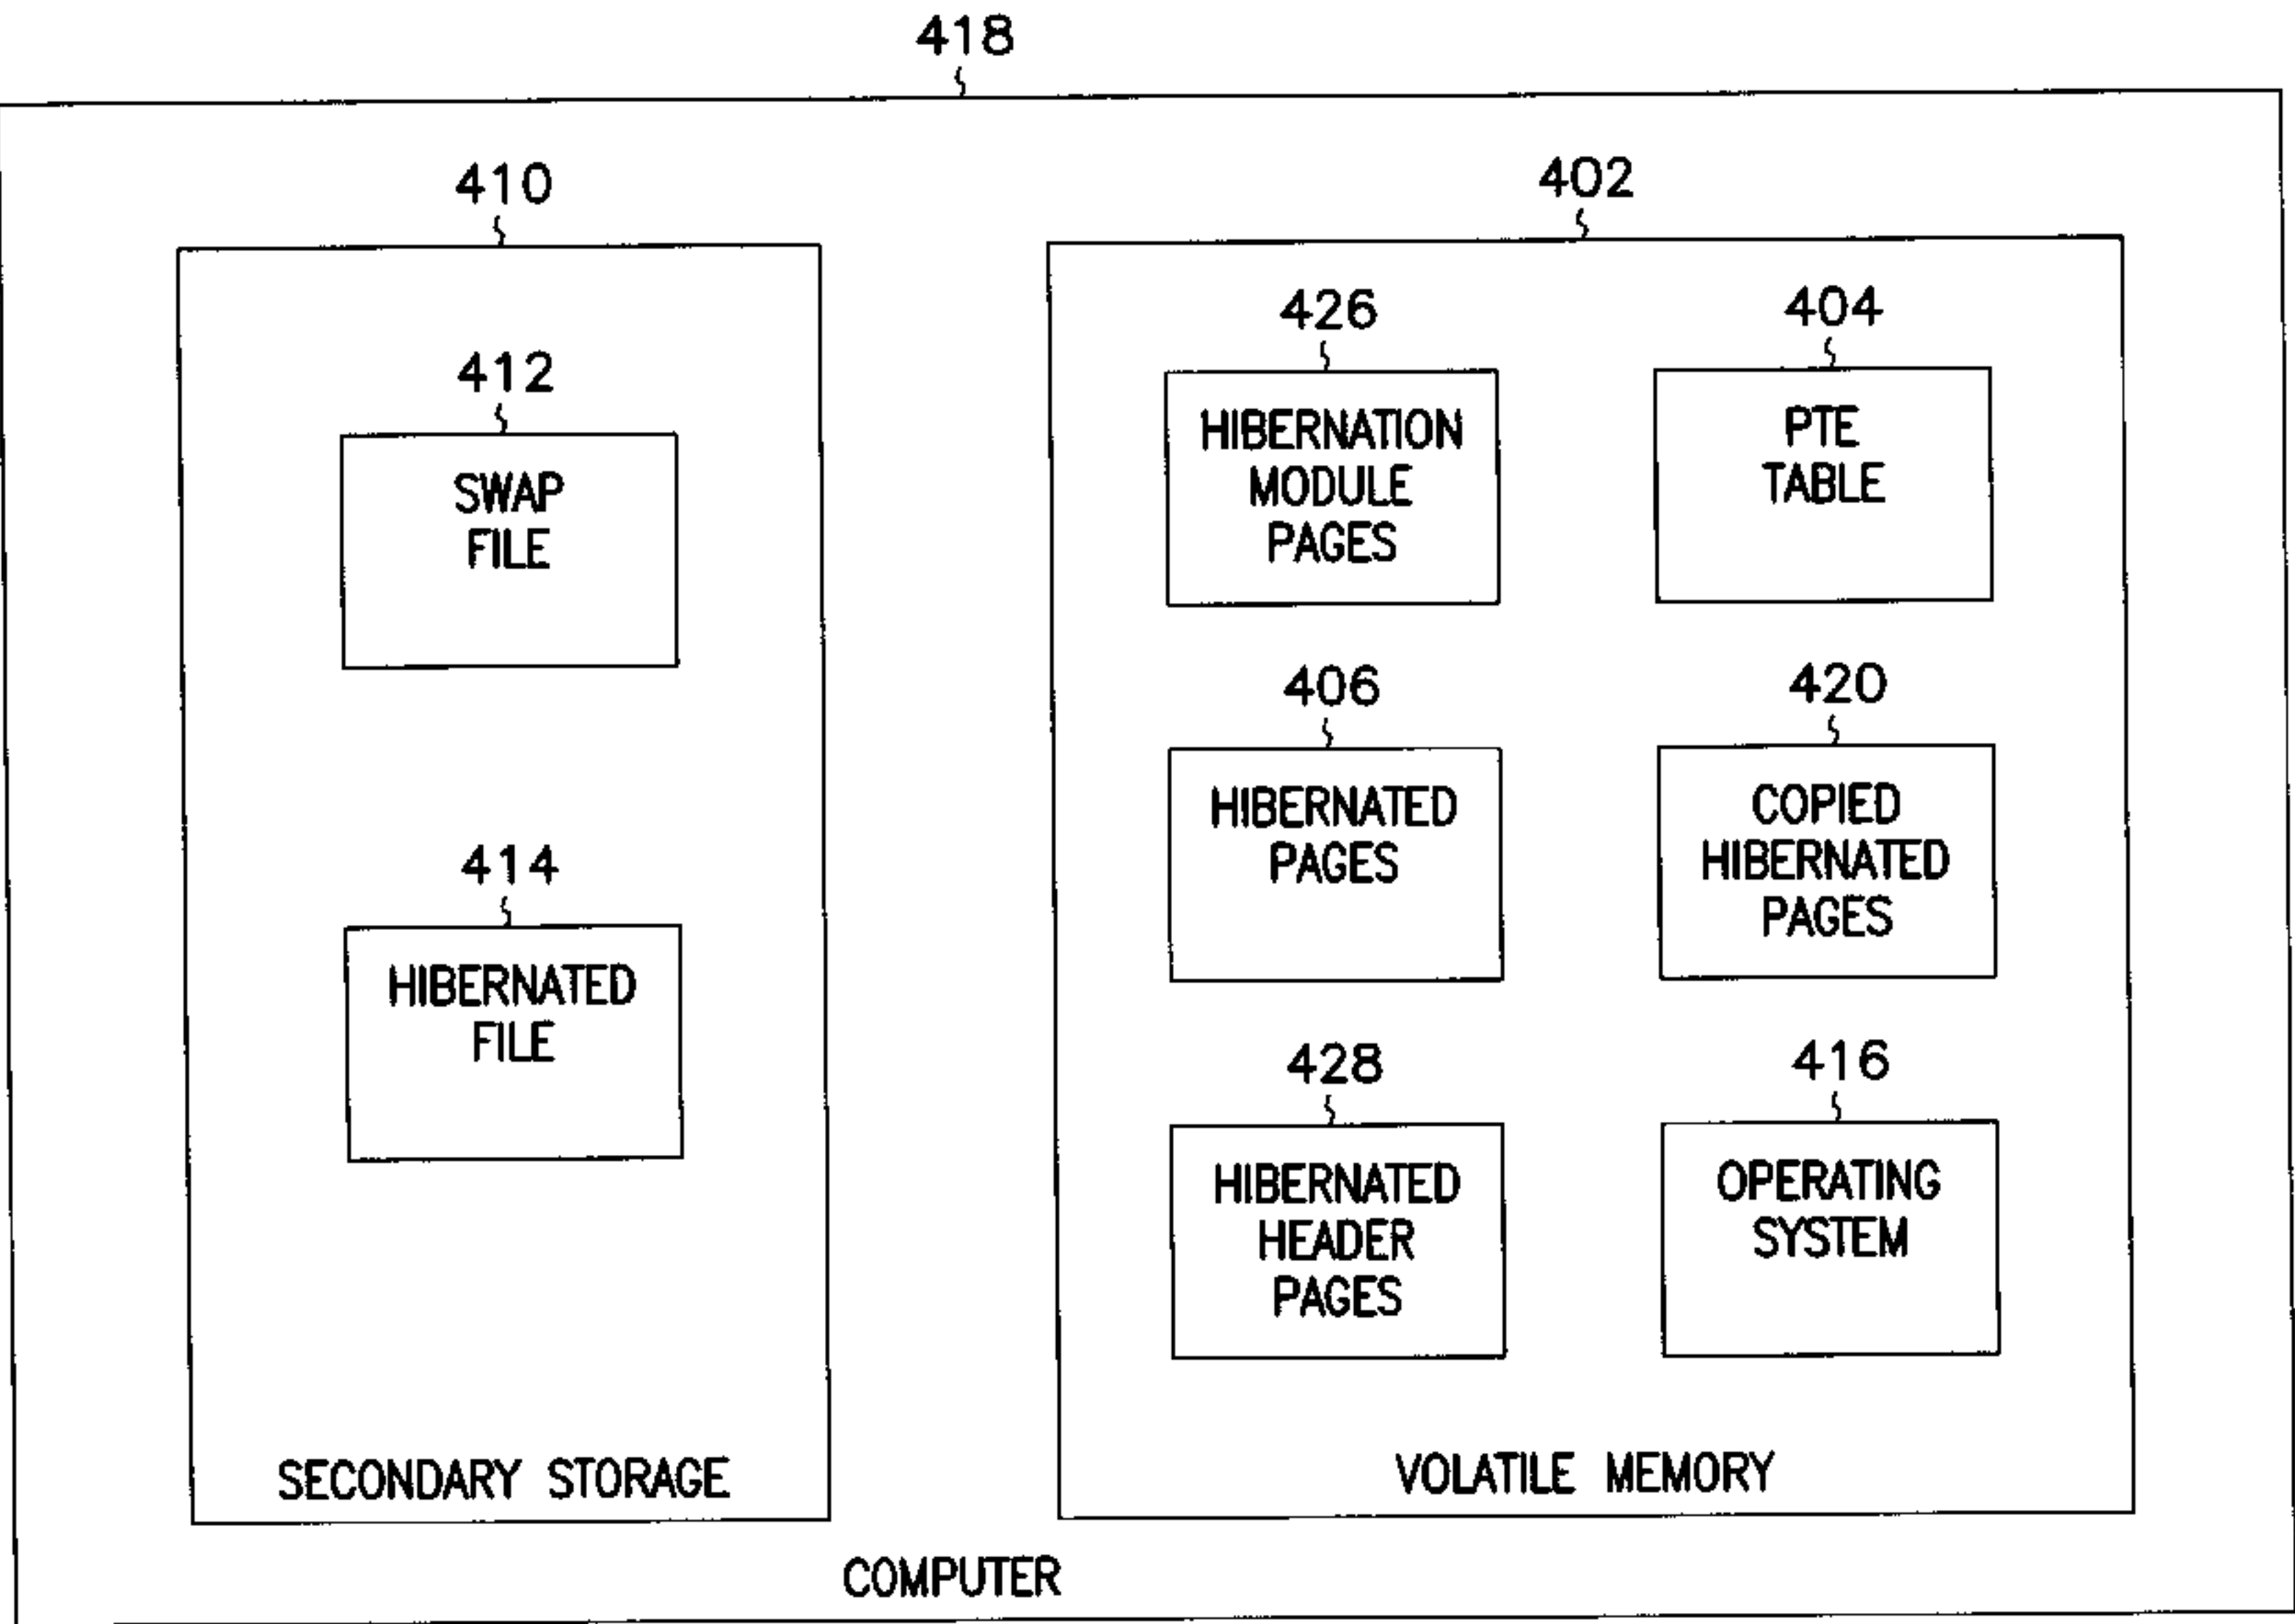 418
410
402
412
SWAP
FILE
414
HIBERNATED
FILE
SECONDARY STORAGE
426
HIBERNATION
MODULE
PAGES
404
PTE
TABLE
406
HIBERNATED
PAGES
420
COPIED
HIBERNATED
PAGES
428
HIBERNATED
HEADER
PAGES
416
OPERATING
SYSTEM
VOLATILE MEMORY
COMPUTER